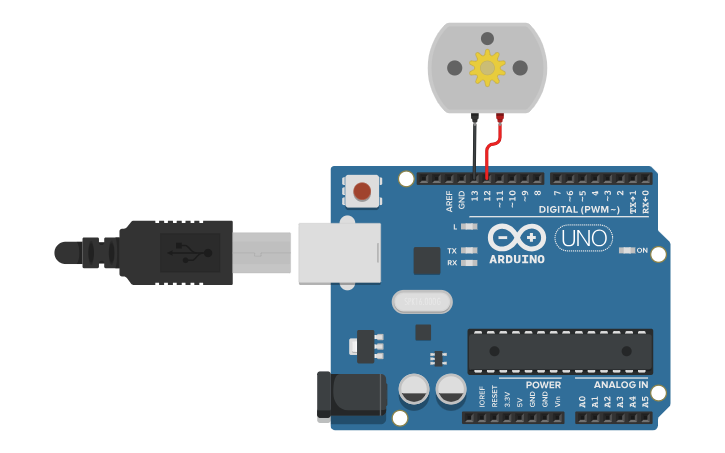 AREF
GND
13
12
~11
~10
~9
8
7
~6
~5
4
~3
2
TX→1
RX←0
DIGITAL (PWM~)
L
TX
RX
ARDUINO
UNO
ON
POWER
ANALOG IN
IOREF
RESET
3.3V
5V
GND
GND
Vin
A0
A1
A2
A3
A4
A5